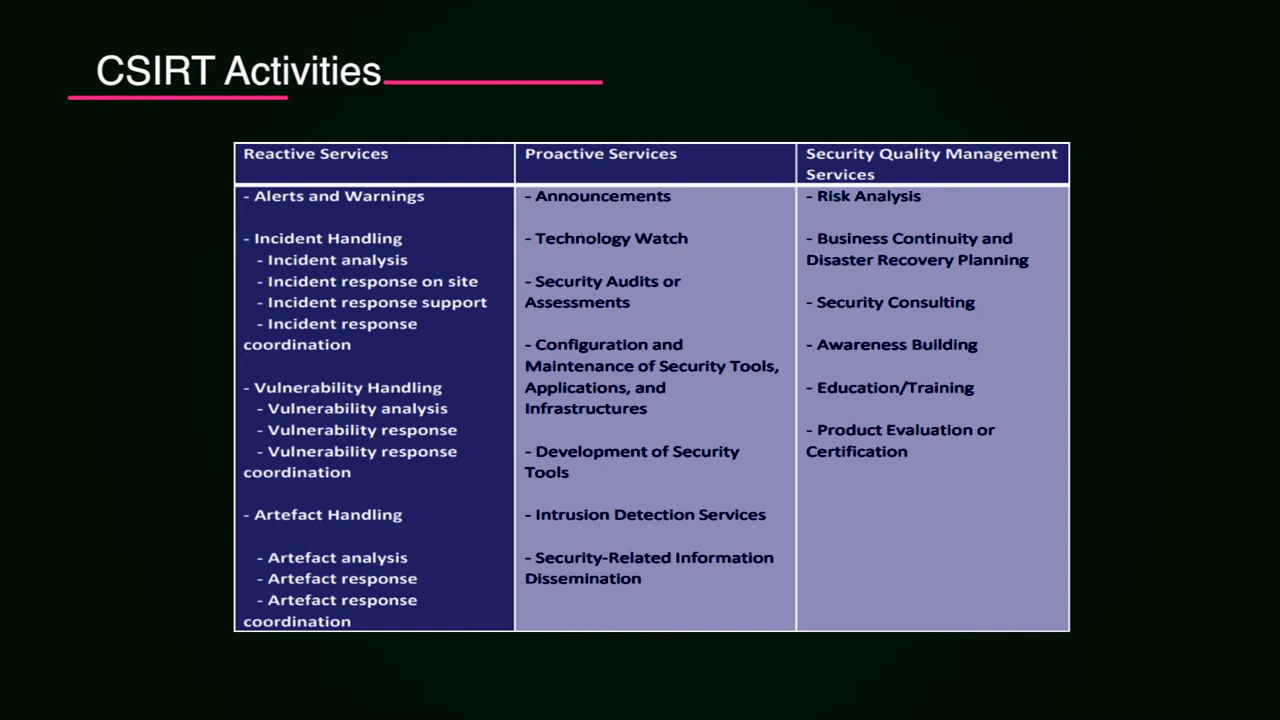 CSIRT Activities
Reactive Services
- Alerts and Warnings
- Incident Handling
- Incident analysis
- Incident response on site
- Incident response support
- Incident response
coordination
- Vulnerability Handling
- Vulnerability analysis
- Vulnerability response
- Vulnerability response
coordination
- Artefact Handling
- Artefact analysis
- Artefact response
- Artefact response
coordination
Proactive Services
- Announcements
- Technology Watch
- Security Audits or
Assessments
- Configuration and
Maintenance of Security Tools,
Applications, and
Infrastructures
- Development of Security
Tools
- Intrusion Detection Services
- Security-Related Information
Dissemination
Security Quality Management
Services
- Risk Analysis
- Business Continuity and
Disaster Recovery Planning
- Security Consulting
- Awareness Building
- Education/Training
- Product Evaluation or
Certification